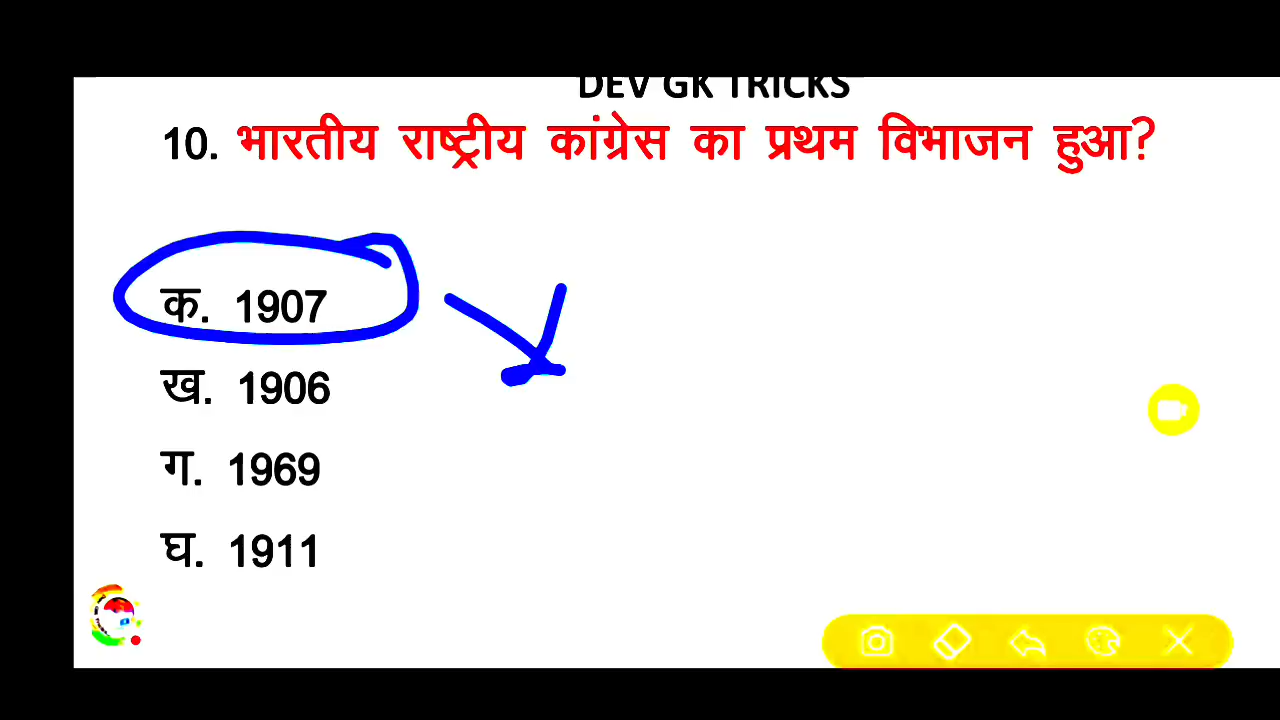 DEV GK TRICKS
10. भारतीय राष्ट्रीय कांग्रेस का प्रथम विभाजन हुआ?
क. 1907
ख. 1906
ग. 1969
घ. 1911